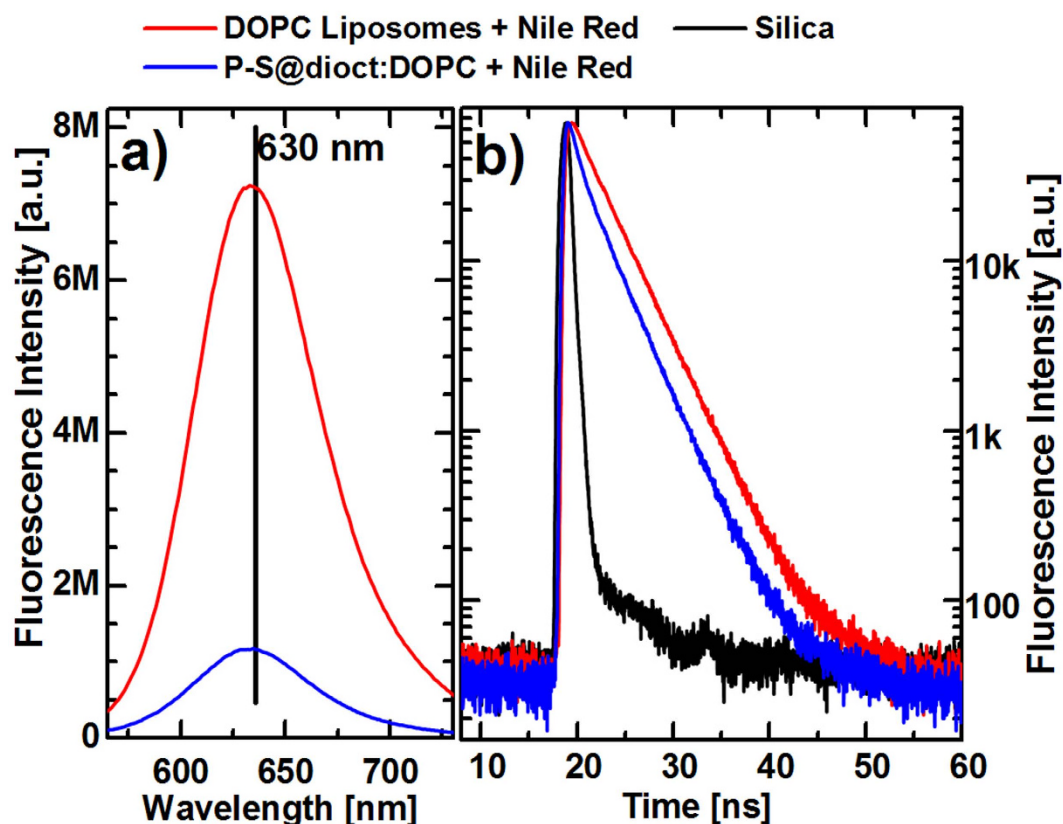 DOPC Liposomes + Nile Red Silica
P-S@dioct:DOPC + Nile Red
a) 630 nm
b)
Fluorescence Intensity [a.u.]
8M
6M
4M
2M
0
600 650 700
Wavelength [nm]
10 20 30 40 50 60
Time [ns]
10k
1k
100
Fluorescence Intensity [a.u.]